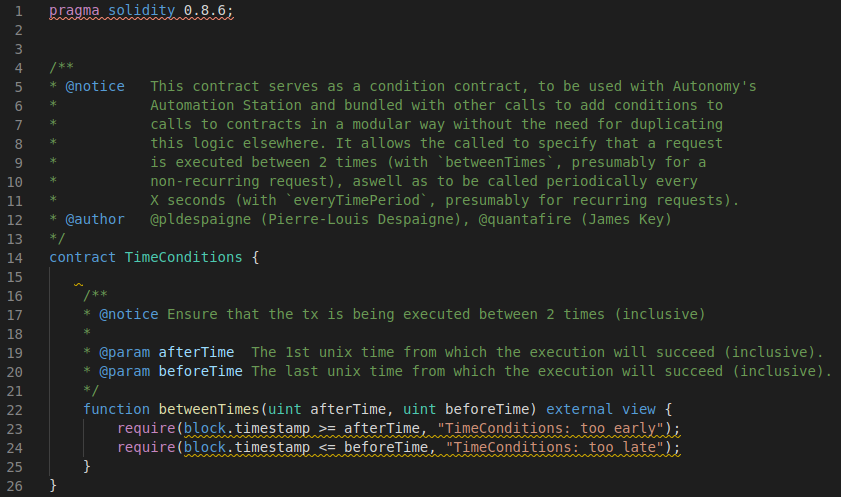 1 pragma solidity 0.8.6;
2
3
4 /**
5 * @notice   This contract serves as a condition contract, to be used with Autonomy's
6 *           Automation Station and bundled with other calls to add conditions to
7 *           calls to contracts in a modular way without the need for duplicating
8 *           this logic elsewhere. It allows the called to specify that a request
9 *           is executed between 2 times (with `betweenTimes`, presumably for a
10 *           non-recurring request), aswell as to be called periodically every
11 *           X seconds (with `everyTimePeriod`, presumably for recurring requests).
12 * @author   @pldespaigne (Pierre-Louis Despaigne), @quantafire (James Key)
13 */
14 contract TimeConditions {
15
16     /**
17     * @notice Ensure that the tx is being executed between 2 times (inclusive)
18     *
19     * @param afterTime  The 1st unix time from which the execution will succeed (inclusive).
20     * @param beforeTime The last unix time from which the execution will succeed (inclusive).
21     */
22     function betweenTimes(uint afterTime, uint beforeTime) external view {
23         require(block.timestamp >= afterTime, "TimeConditions: too early");
24         require(block.timestamp <= beforeTime, "TimeConditions: too late");
25     }
26 }